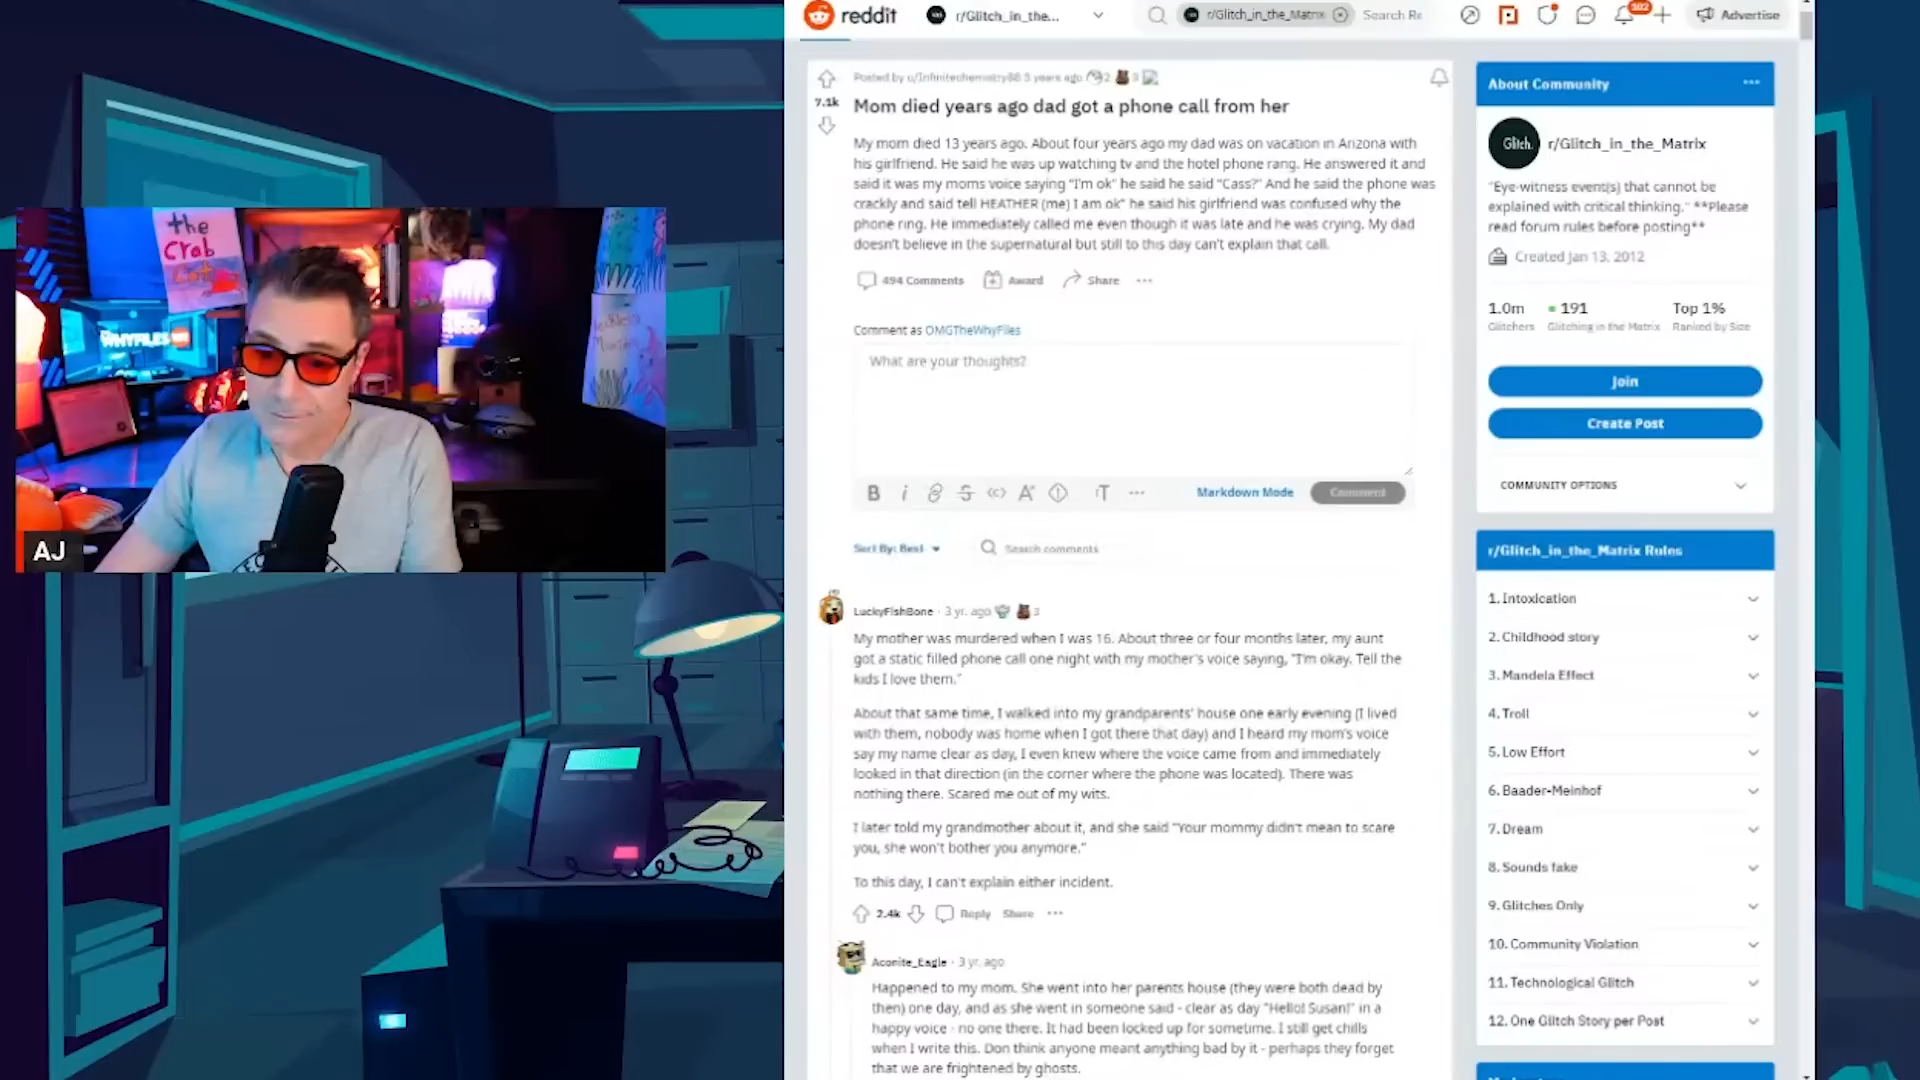 reddit
r/Glitch_in_the...
r/Glitch_in_the_Matrix
Search Re
102
Advertise
Posted by u/Infinitechemistry88 3 years ago 2 3
7.1k
Mom died years ago dad got a phone call from her
My mom died 13 years ago. About four years ago my dad was on vacation in Arizona with
his girlfriend. He said he was up watching tv and the hotel phone rang. He answered it and
said it was my moms voice saying "I'm ok" he said he said "Cass?" And he said the phone was
crackly and said tell HEATHER (me) I am ok" he said his girlfriend was confused why the
phone ring. He immediately called me even though it was late and he was crying. My dad
doesn't believe in the supernatural but still to this day can't explain that call.
494 Comments
Award
Share
Comment as OMGTheWhyFiles
What are your thoughts?
Markdown Mode
Comment
Sort By: Best
Search comments
LuckyFishBone · 3 yr. ago 3
My mother was murdered when I was 16. About three or four months later, my aunt
got a static filled phone call one night with my mother's voice saying, "I'm okay. Tell the
kids I love them."
About that same time, I walked into my grandparents' house one early evening (I lived
with them, nobody was home when I got there that day) and I heard my mom's voice
say my name clear as day, I even knew where the voice came from and immediately
looked in that direction (in the corner where the phone was located). There was
nothing there. Scared me out of my wits.
I later told my grandmother about it, and she said "Your mommy didn't mean to scare
you, she won't bother you anymore."
To this day, I can't explain either incident.
2.4k
Reply
Share
Aconite_Eagle · 3 yr. ago
Happened to my mom. She went into her parents house (they were both dead by
then) one day, and as she went in someone said - clear as day "Hello! Susan!" in a
happy voice - no one there. It had been locked up for sometime. I still get chills
when I write this. Don think anyone meant anything bad by it - perhaps they forget
that we are frightened by ghosts.
About Community
Glitch.
r/Glitch_in_the_Matrix
"Eye-witness event(s) that cannot be
explained with critical thinking." **Please
read forum rules before posting**
Created Jan 13, 2012
1.0m
191
Top 1%
Glitchers
Glitching in the Matrix
Ranked by Size
Join
Create Post
COMMUNITY OPTIONS
r/Glitch_in_the_Matrix Rules
1. Intoxication
2. Childhood story
3. Mandela Effect
4. Troll
5. Low Effort
6. Baader-Meinhof
7. Dream
8. Sounds fake
9. Glitches Only
10. Community Violation
11. Technological Glitch
12. One Glitch Story per Post
the
Crab
Cat
WHYFILES
AJ